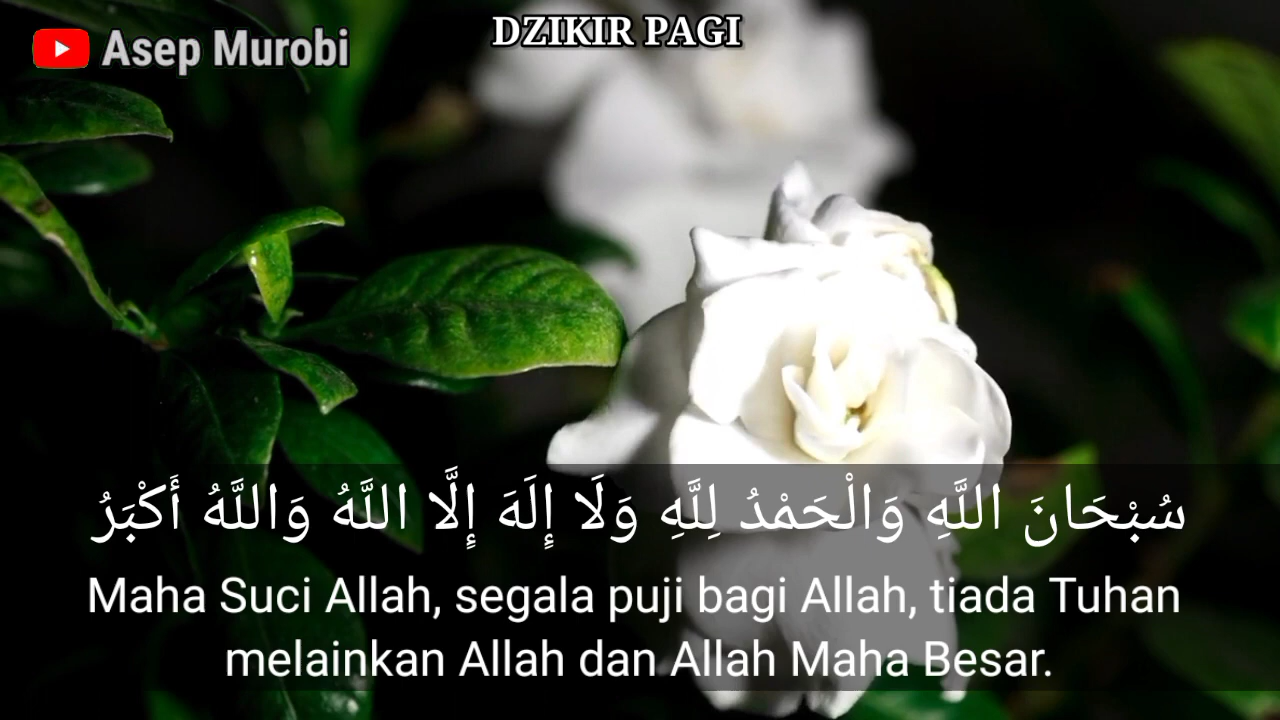 DZIKIR PAGI
Asep Murobi
سُبْحَانَ اللَّهِ وَالْحَمْدُ لِلَّهِ وَلَا إِلَهَ إِلَّا اللَّهُ وَاللَّهُ أَكْبَرُ
Maha Suci Allah, segala puji bagi Allah, tiada Tuhan
melainkan Allah dan Allah Maha Besar.